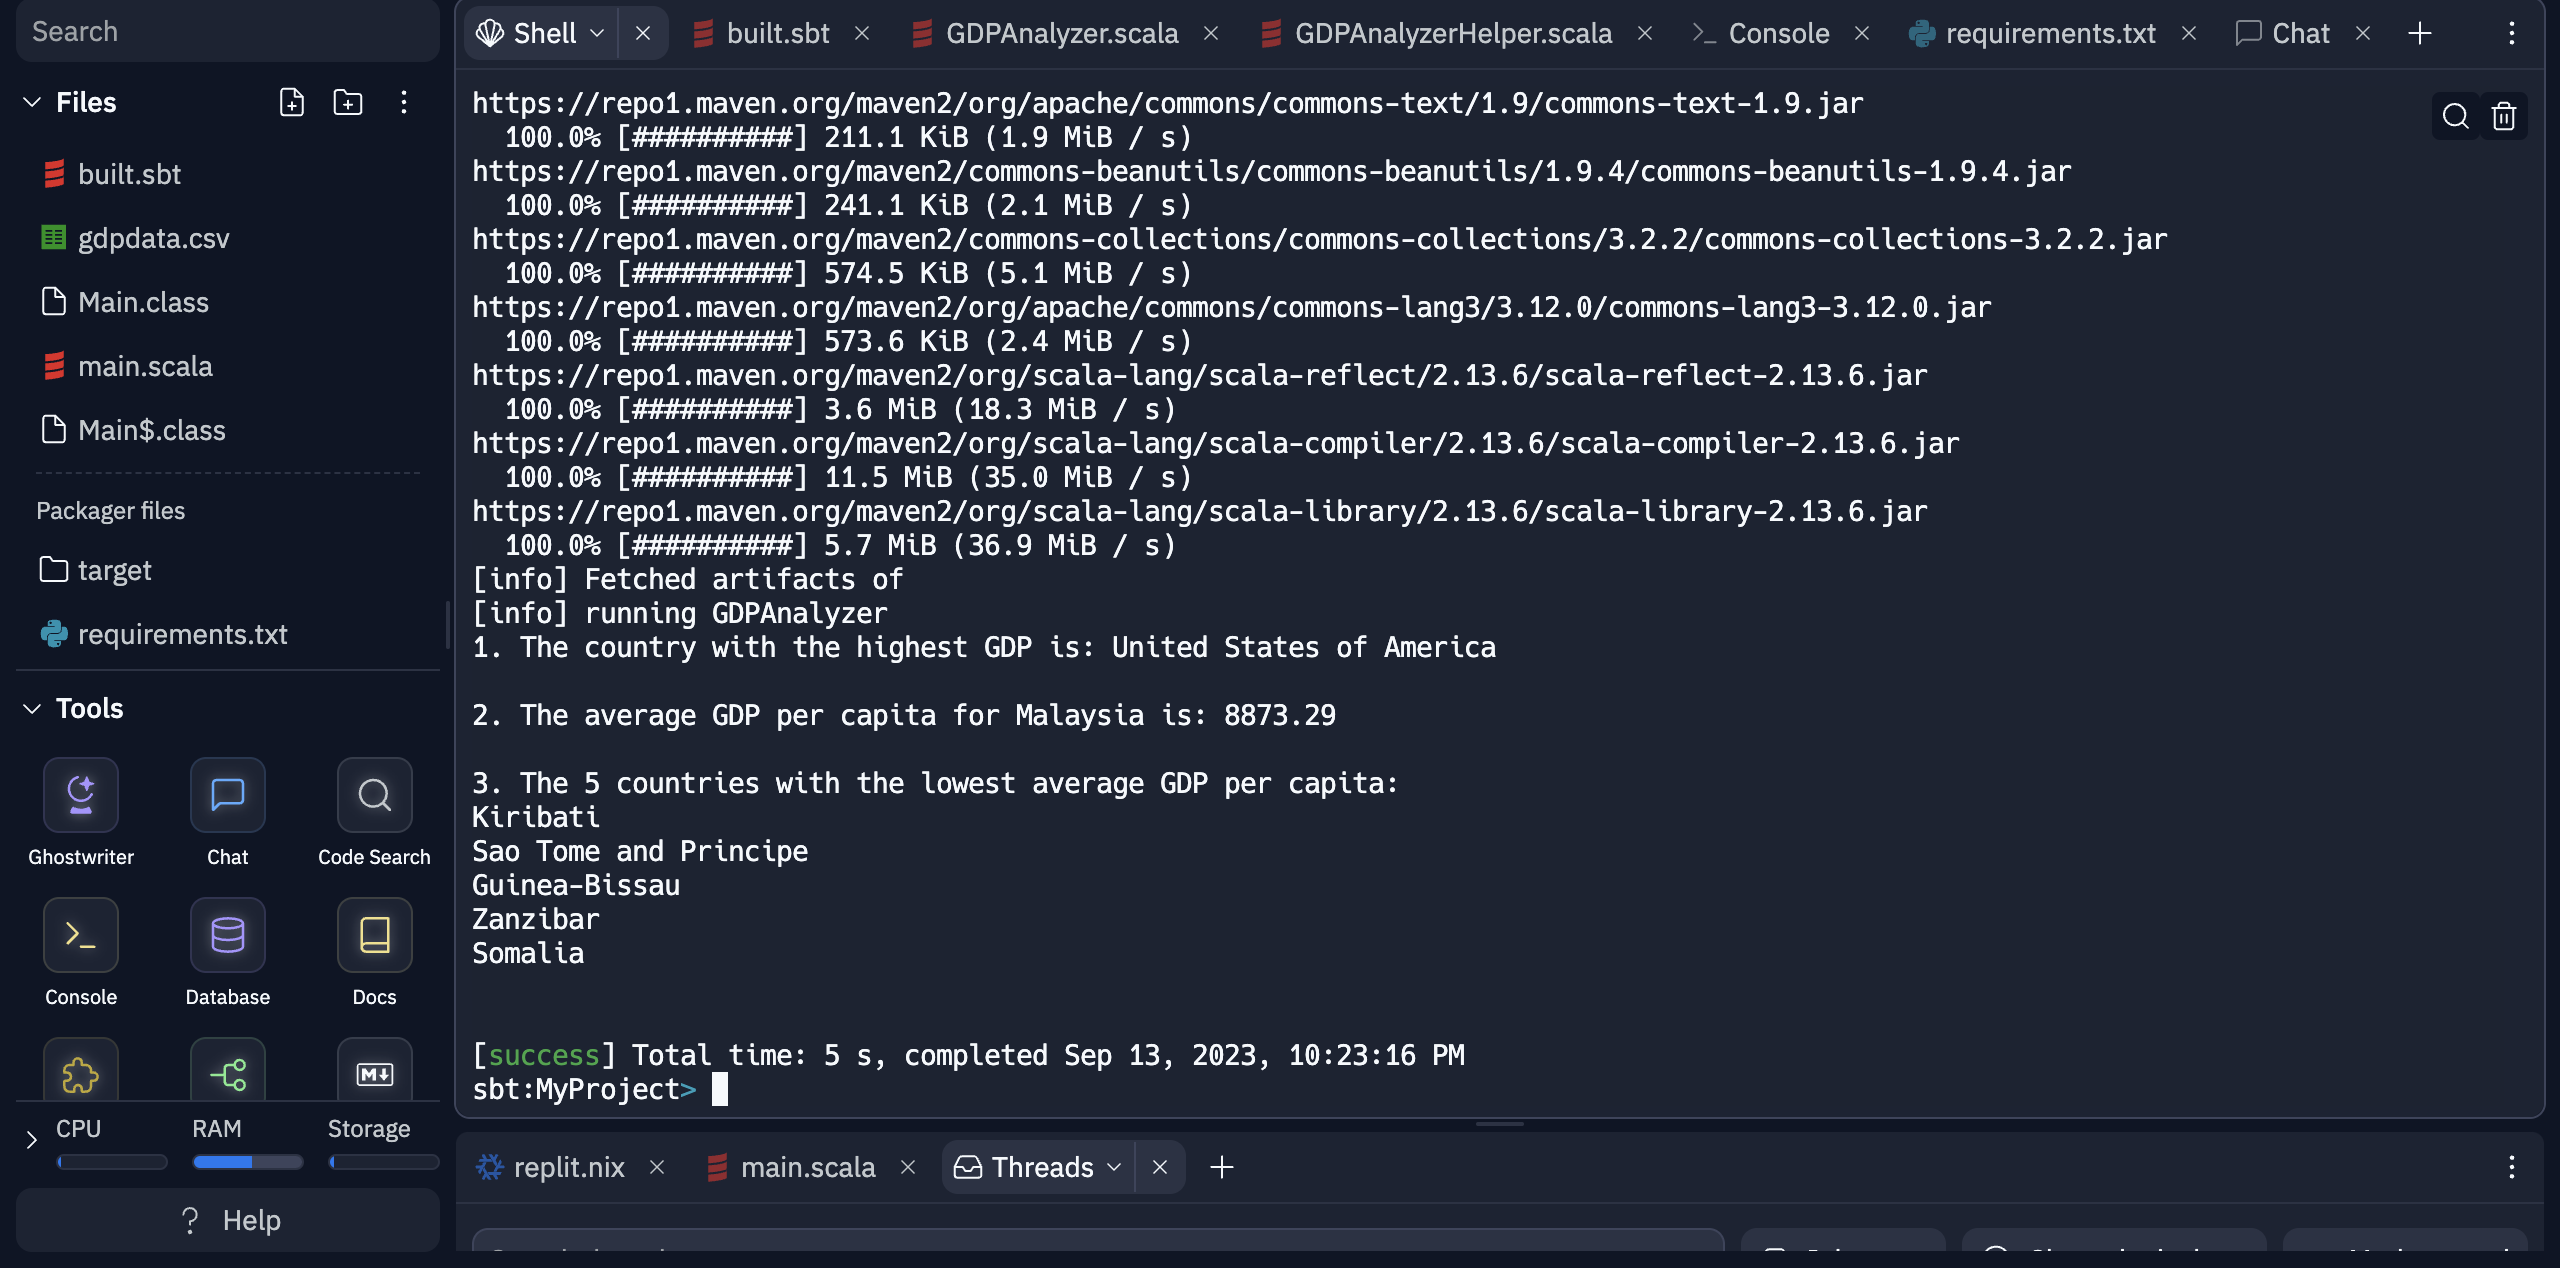 Search
Files
built.sbt
gdpdata.csv
Main.class
main.scala
Main$.class
Packager files
target
requirements.txt
Tools
Ghostwriter Chat Code Search
Console Database Docs
M
CPU RAM Storage
? Help
Shell built.sbt GDPAnalyzer.scala GDPAnalyzerHelper.scala Console requirements.txt Chat
https://repo1.maven.org/maven2/org/apache/commons/commons-text/1.9/commons-text-1.9.jar
100.0% [##########] 211.1 KiB (1.9 MiB / s)
https://repo1.maven.org/maven2/commons-beanutils/commons-beanutils/1.9.4/commons-beanutils-1.9.4.jar
100.0% [##########] 241.1 KiB (2.1 MiB / s)
https://repo1.maven.org/maven2/commons-collections/commons-collections/3.2.2/commons-collections-3.2.2.jar
100.0% [##########] 574.5 KiB (5.1 MiB / s)
https://repo1.maven.org/maven2/org/apache/commons/commons-lang3/3.12.0/commons-lang3-3.12.0.jar
100.0% [##########] 573.6 KiB (2.4 MiB / s)
https://repo1.maven.org/maven2/org/scala-lang/scala-reflect/2.13.6/scala-reflect-2.13.6.jar
100.0% [##########] 3.6 MiB (18.3 MiB / s)
https://repo1.maven.org/maven2/org/scala-lang/scala-compiler/2.13.6/scala-compiler-2.13.6.jar
100.0% [##########] 11.5 MiB (35.0 MiB / s)
https://repo1.maven.org/maven2/org/scala-lang/scala-library/2.13.6/scala-library-2.13.6.jar
100.0% [##########] 5.7 MiB (36.9 MiB / s)
[info] Fetched artifacts of
[info] running GDPAnalyzer
1. The country with the highest GDP is: United States of America
2. The average GDP per capita for Malaysia is: 8873.29
3. The 5 countries with the lowest average GDP per capita:
Kiribati
Sao Tome and Principe
Guinea-Bissau
Zanzibar
Somalia
[success] Total time: 5 s, completed Sep 13, 2023, 10:23:16 PM
sbt:MyProject>
replit.nix main.scala Threads